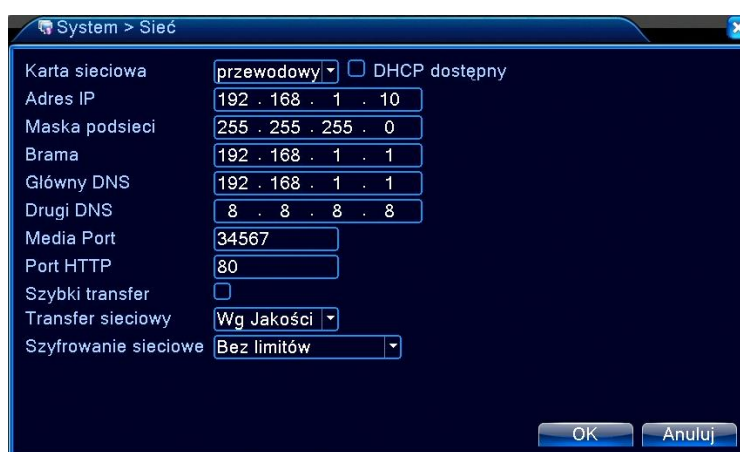 System > Sieć
Karta sieciowa przewodowy DHCP dostępny
Adres IP 192 . 168 . 1 . 10
Maska podsieci 255 . 255 . 255 . 0
Brama 192 . 168 . 1 . 1
Główny DNS 192 . 168 . 1 . 1
Drugi DNS 8 . 8 . 8 . 8
Media Port 34567
Port HTTP 80
Szybki transfer
Transfer sieciowy Wg Jakości
Szyfrowanie sieciowe Bez limitów
OK Anuluj